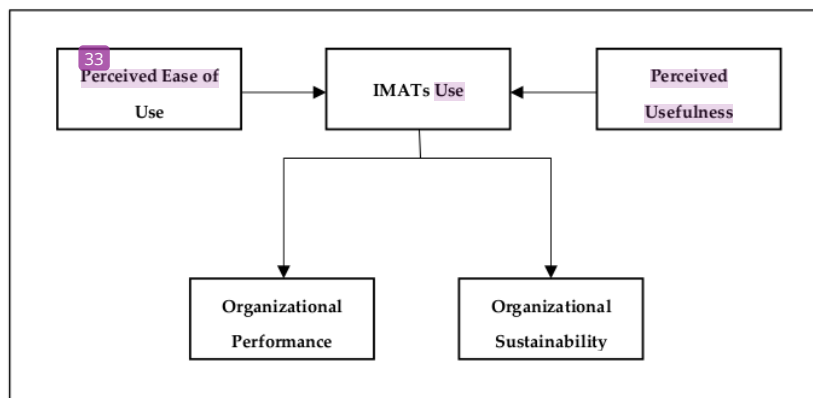 33
Perceived Ease of
Use
IMATs Use
Perceived
Usefulness
Organizational
Performance
Organizational
Sustainability